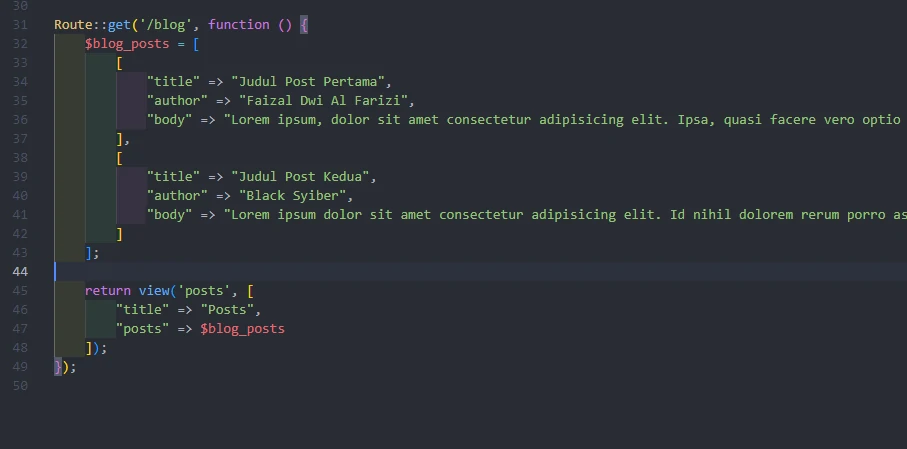 30
31 Route::get('/blog', function () {
32 $blog_posts = [
33 [
34 "title" => "Judul Post Pertama",
35 "author" => "Faizal Dwi Al Farizi",
36 "body" => "Lorem ipsum, dolor sit amet consectetur adipisicing elit. Ipsa, quasi facere vero optio
37 ],
38 [
39 "title" => "Judul Post Kedua",
40 "author" => "Black Syiber",
41 "body" => "Lorem ipsum dolor sit amet consectetur adipisicing elit. Id nihil dolorem rerum porro as
42 ]
43 ];
44
45 return view('posts', [
46 "title" => "Posts",
47 "posts" => $blog_posts
48 ]);
49 });
50